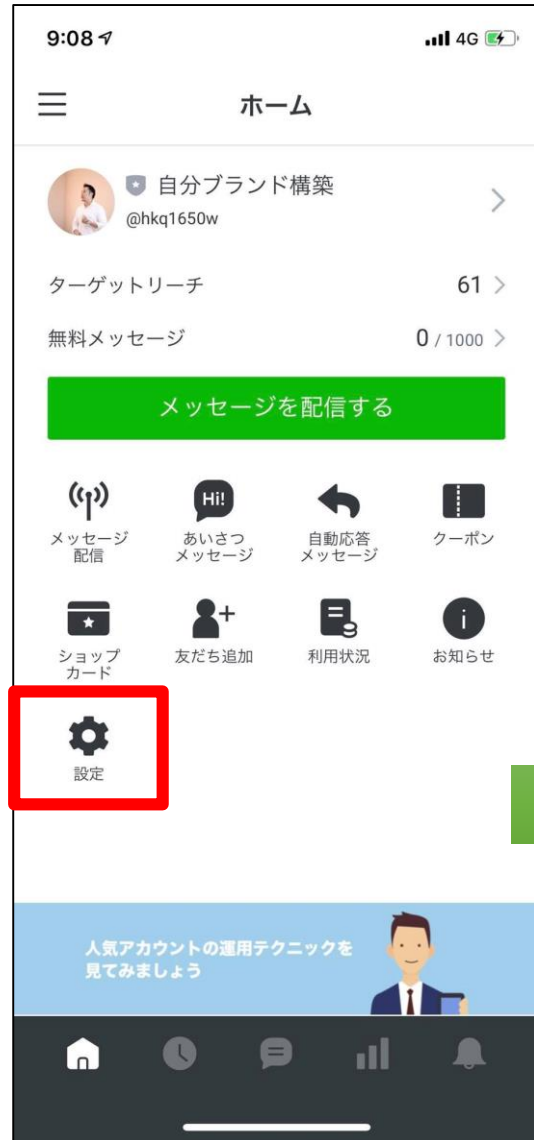 9:08
4G
ホーム
自分ブランド構築
@hkq1650w
ターゲットリーチ 61
無料メッセージ 0 / 1000
メッセージを配信する
メッセージ
配信
あいさつ
メッセージ
自動応答
メッセージ
クーポン
Hi!
ショップ
カード
友だち追加
利用状況
お知らせ
i
設定
人気アカウントの運用テクニックを
見てみましょう